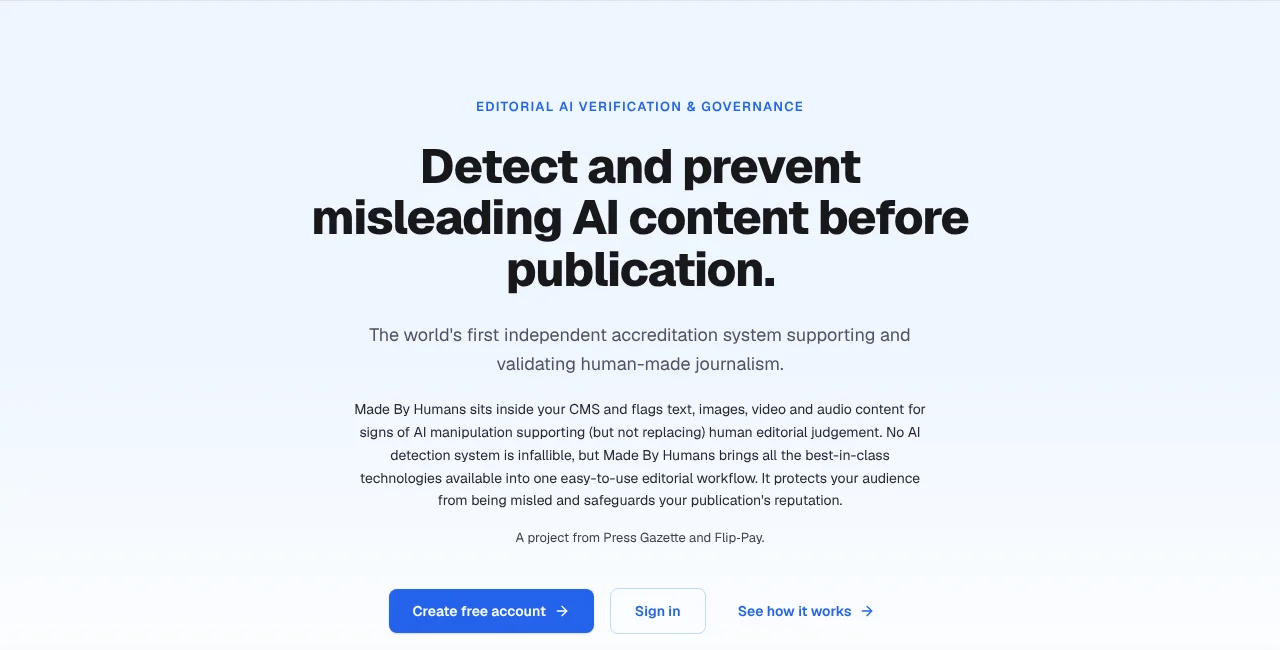 EDITORIAL AI VERIFICATION & GOVERNANCE
Detect and prevent
misleading AI content before
publication.
The world's first independent accreditation system supporting and
validating human-made journalism.
Made By Humans sits inside your CMS and flags text, images, video and audio content for
signs of AI manipulation supporting (but not replacing) human editorial judgement. No AI
detection system is infallible, but Made By Humans brings all the best-in-class
technologies available into one easy-to-use editorial workflow. It protects your audience
from being misled and safeguards your publication's reputation.
A project from Press Gazette and Flip-Pay.
Create free account → Sign in See how it works →